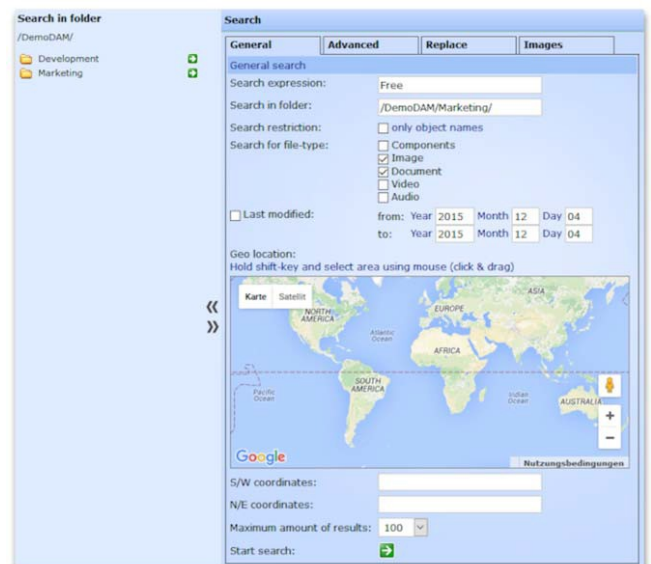 Search in folder
/DemoDAM/
Development
Marketing
Search
General Advanced Replace Images
General search
Search expression: Free
Search in folder: /DemoDAM/Marketing/
Search restriction: only object names
Search for file-type: Components
Image
Document
Video
Audio
Last modified: from: Year 2015 Month 12 Day 04
to: Year 2015 Month 12 Day 04
Geo location:
Hold shift-key and select area using mouse (click & drag)
Karte Satellit
ASIA
NORTH
AMERICA
EUROPE
Atlantic
Ocean
AFRICA
SOUTH
AMERICA
Pacific
Ocean
Indian
Ocean
AUSTRALIA
+
−
Google
Nutzungsbedingungen
S/W coordinates:
N/E coordinates:
Maximum amount of results: 100
Start search: